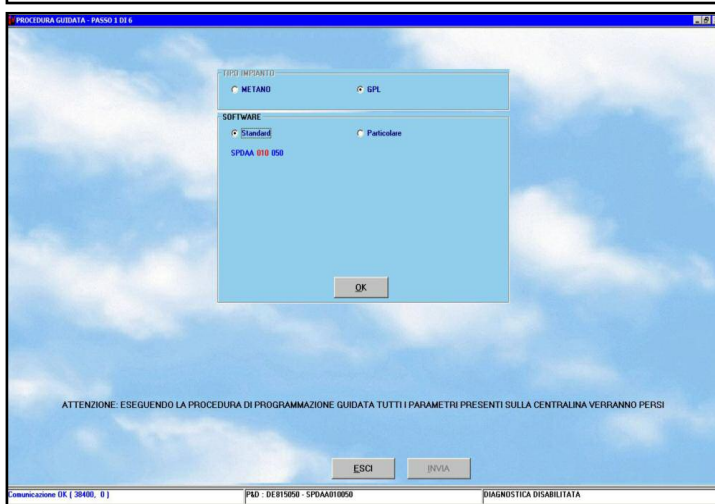 PROCEDURA GUIDATA - PASSO 1 DI 6
TIPO IMPIANTO
METANO GPL
SOFTWARE
Standard Particolare
SPDAA 010 050
OK
ATTENZIONE: ESEGUENDO LA PROCEDURA DI PROGRAMMAZIONE GUIDATA TUTTI I PARAMETRI PRESENTI SULLA CENTRALINA VERRANNO PERSI
ESCI INVIA
Comunicazione OK ( 38400, 0 ) P&D : DE815050 - SPDAA010050 DIAGNOSTICA DISABILITATA